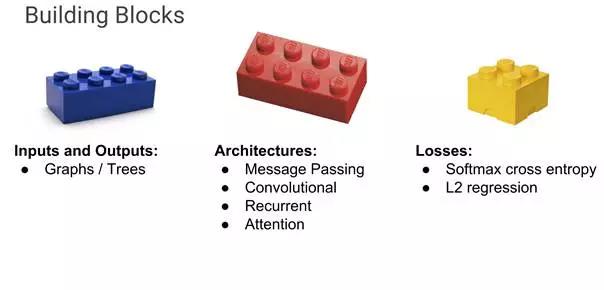 Building Blocks
Inputs and Outputs:
● Graphs / Trees
Architectures:
● Message Passing
● Convolutional
● Recurrent
● Attention
Losses:
● Softmax cross entropy
● L2 regression